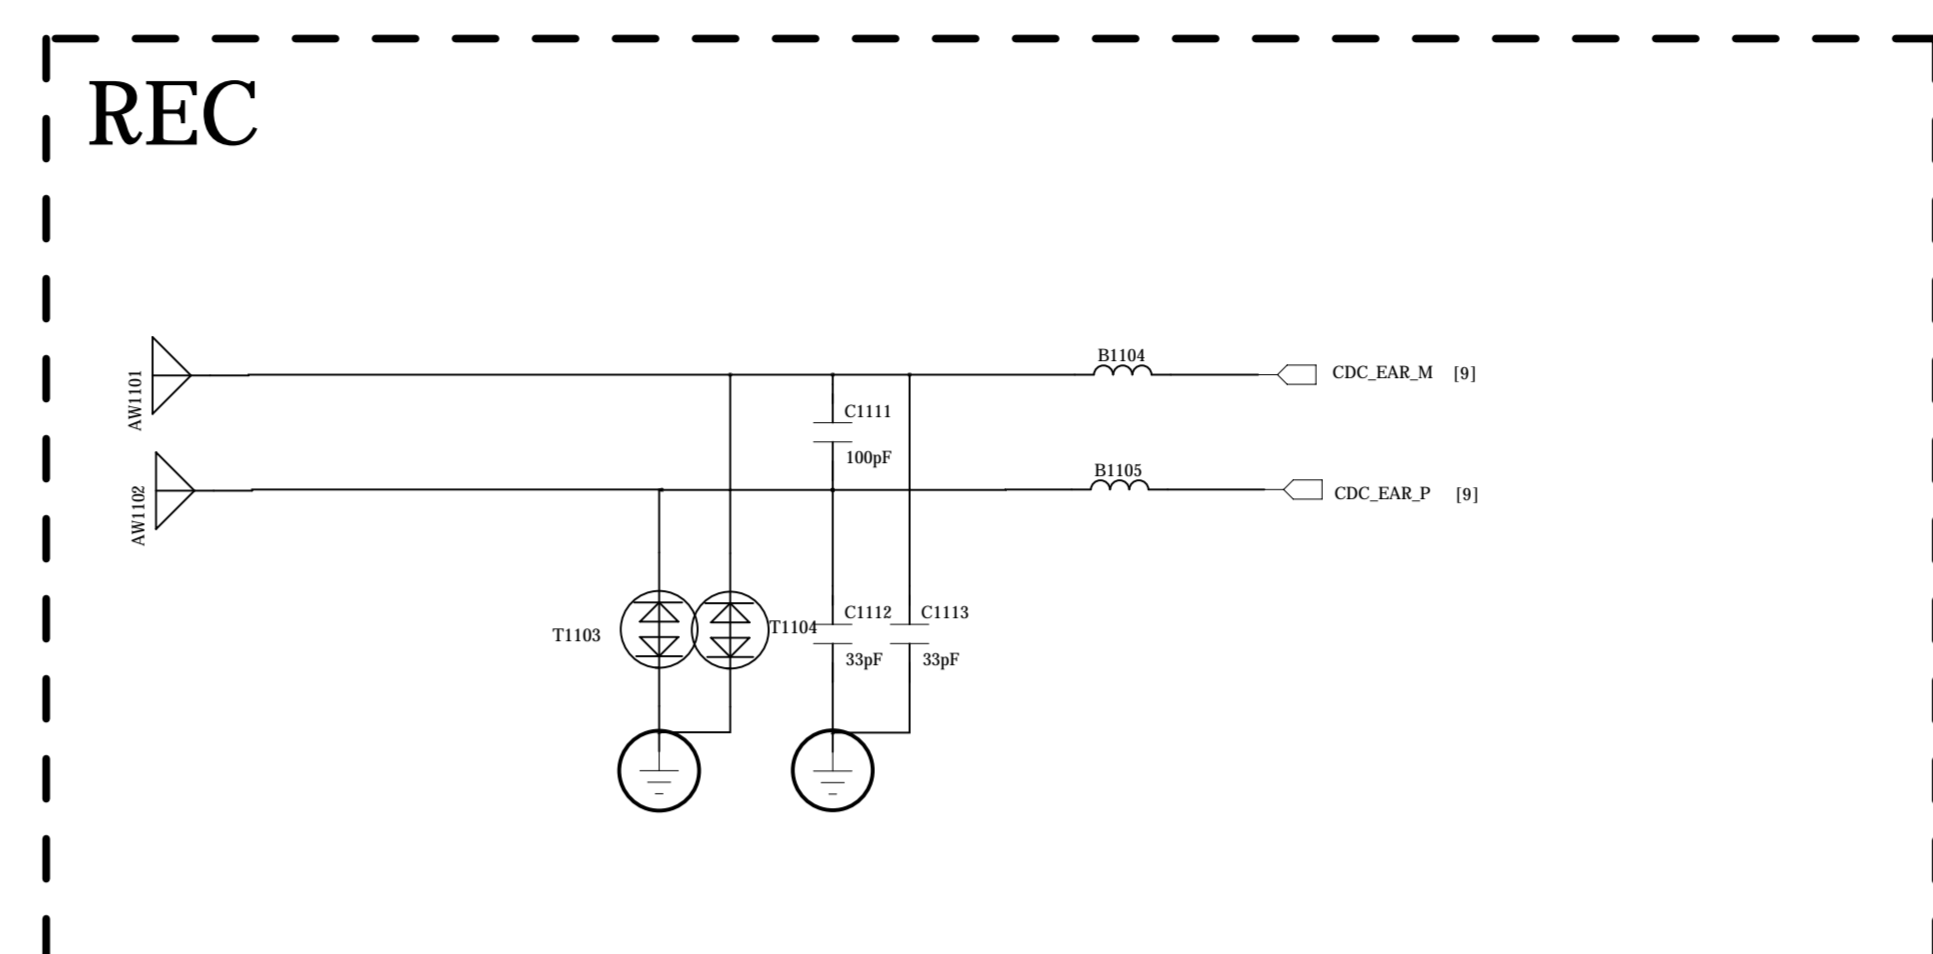 REC
AW1101
B1104
CDC_EAR_M [9]
C1111
100pF
AW1102
B1105
CDC_EAR_P [9]
T1103
T1104
C1112
C1113
33pF
33pF